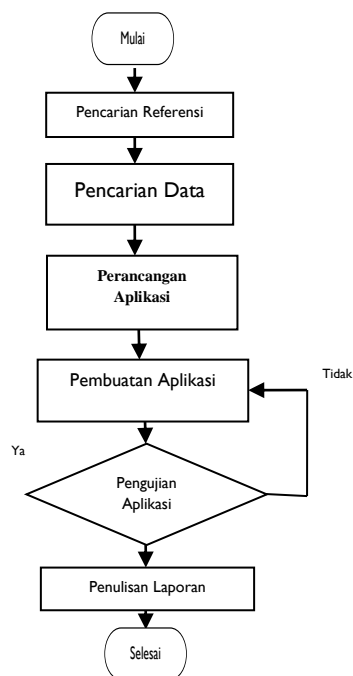 Mulai
Pencarian Referensi
Pencarian Data
Perancangan
Aplikasi
Pembuatan Aplikasi
Tidak
Ya
Pengujian
Aplikasi
Penulisan Laporan
Selesai